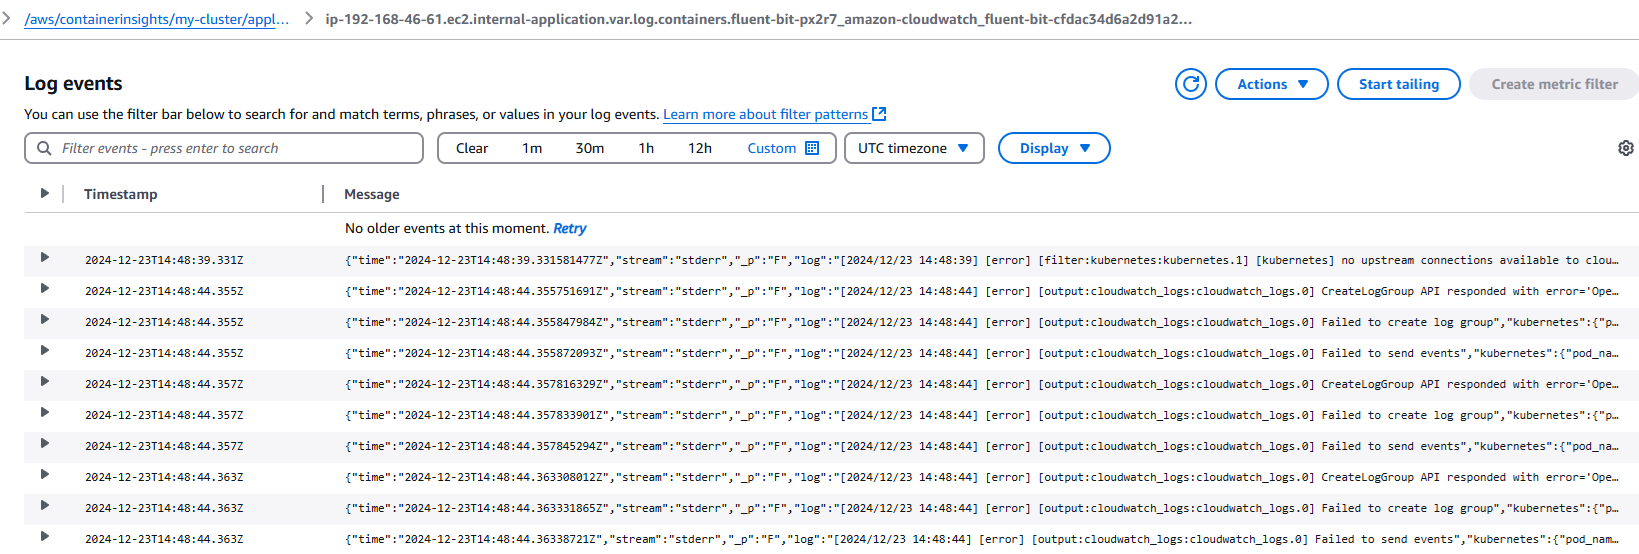 /aws/containerinsights/my-cluster/appl… ip-192-168-46-61.ec2.internal-application.var.log.containers.fluent-bit-px2r7_amazon-cloudwatch_fluent-bit-cfdac34d6a2d91a2…
Log events
Actions Start tailing Create metric filter
You can use the filter bar below to search for and match terms, phrases, or values in your log events. Learn more about filter patterns
Filter events - press enter to search Clear 1m 30m 1h 12h Custom UTC timezone Display
Timestamp Message
No older events at this moment. Retry
2024-12-23T14:48:39.331Z {"time":"2024-12-23T14:48:39.331581477Z","stream":"stderr","_p":"F","log":"[2024/12/23 14:48:39] [error] [filter:kubernetes:kubernetes.1] [kubernetes] no upstream connections available to clou…
2024-12-23T14:48:44.355Z {"time":"2024-12-23T14:48:44.355751691Z","stream":"stderr","_p":"F","log":"[2024/12/23 14:48:44] [error] [output:cloudwatch_logs:cloudwatch_logs.0] CreateLogGroup API responded with error='Ope…
2024-12-23T14:48:44.355Z {"time":"2024-12-23T14:48:44.355847984Z","stream":"stderr","_p":"F","log":"[2024/12/23 14:48:44] [error] [output:cloudwatch_logs:cloudwatch_logs.0] Failed to create log group","kubernetes":{"p…
2024-12-23T14:48:44.355Z {"time":"2024-12-23T14:48:44.355872093Z","stream":"stderr","_p":"F","log":"[2024/12/23 14:48:44] [error] [output:cloudwatch_logs:cloudwatch_logs.0] Failed to send events","kubernetes":{"pod_na…
2024-12-23T14:48:44.357Z {"time":"2024-12-23T14:48:44.357816329Z","stream":"stderr","_p":"F","log":"[2024/12/23 14:48:44] [error] [output:cloudwatch_logs:cloudwatch_logs.0] CreateLogGroup API responded with error='Ope…
2024-12-23T14:48:44.357Z {"time":"2024-12-23T14:48:44.357833901Z","stream":"stderr","_p":"F","log":"[2024/12/23 14:48:44] [error] [output:cloudwatch_logs:cloudwatch_logs.0] Failed to create log group","kubernetes":{"p…
2024-12-23T14:48:44.357Z {"time":"2024-12-23T14:48:44.357845294Z","stream":"stderr","_p":"F","log":"[2024/12/23 14:48:44] [error] [output:cloudwatch_logs:cloudwatch_logs.0] Failed to send events","kubernetes":{"pod_na…
2024-12-23T14:48:44.363Z {"time":"2024-12-23T14:48:44.363308012Z","stream":"stderr","_p":"F","log":"[2024/12/23 14:48:44] [error] [output:cloudwatch_logs:cloudwatch_logs.0] CreateLogGroup API responded with error='Ope…
2024-12-23T14:48:44.363Z {"time":"2024-12-23T14:48:44.363331865Z","stream":"stderr","_p":"F","log":"[2024/12/23 14:48:44] [error] [output:cloudwatch_logs:cloudwatch_logs.0] Failed to create log group","kubernetes":{"p…
2024-12-23T14:48:44.363Z {"time":"2024-12-23T14:48:44.36338721Z","stream":"stderr","_p":"F","log":"[2024/12/23 14:48:44] [error] [output:cloudwatch_logs:cloudwatch_logs.0] Failed to send events","kubernetes":{"pod_nam…